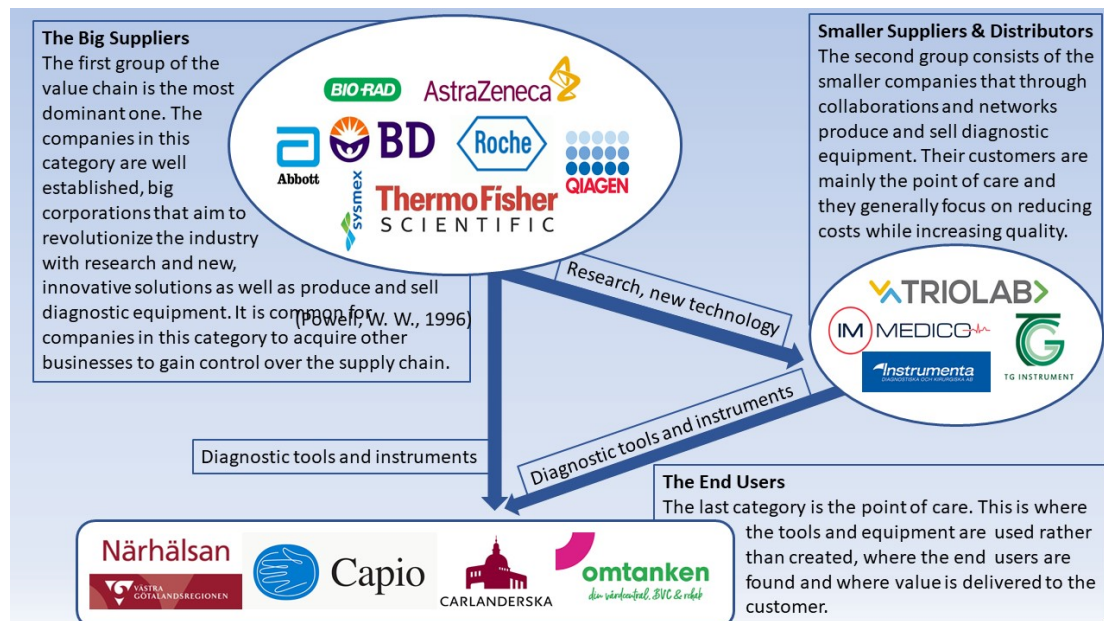 The Big Suppliers
The first group of the
value chain is the most
dominant one. The
companies in this
category are well
established, big
corporations that aim to
revolutionize the industry
with research and new,
innovative solutions as well as produce and sell
diagnostic equipment. It is common for
(Powell, W. W., 1996)
companies in this category to acquire other
businesses to gain control over the supply chain.
BIO-RAD
AstraZeneca
Abbott
BD
Roche
QIAGEN
sysmex
ThermoFisher
SCIENTIFIC
Smaller Suppliers & Distributors
The second group consists of the
smaller companies that through
collaborations and networks
produce and sell diagnostic
equipment. Their customers are
mainly the point of care and
they generally focus on reducing
costs while increasing quality.
TRIOLAB
IM MEDICO
Instrumenta
DIAGNOSTISKA OCH KIRURGISKA AB
TG INSTRUMENT
Research, new technology
Diagnostic tools and instruments
Diagnostic tools and instruments
The End Users
The last category is the point of care. This is where
the tools and equipment are used rather
than created, where the end users are
found and where value is delivered to the
customer.
Närhälsan
VÄSTRA
GÖTALANDSREGIONEN
Capio
CARLANDERSKA
omtanken
din vårdcentral, BVC & rehab